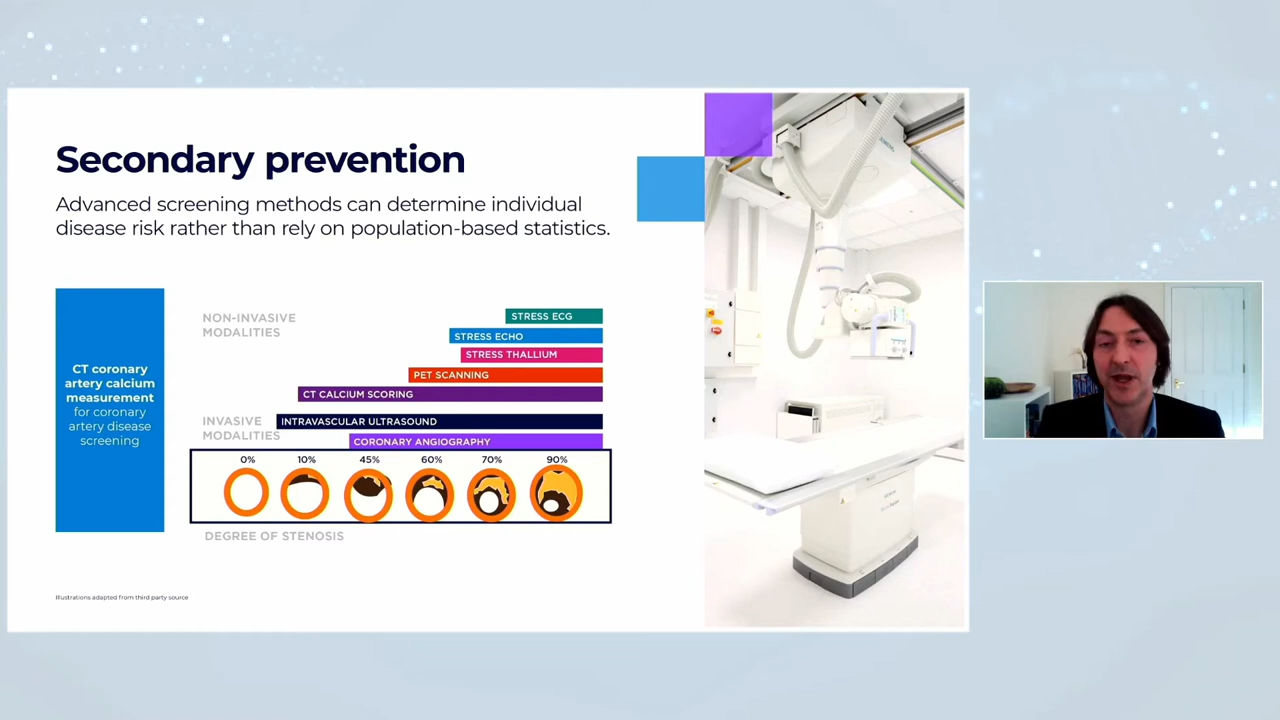 Secondary prevention
Advanced screening methods can determine individual
disease risk rather than rely on population-based statistics.
CT coronary
artery calcium
measurement
for coronary
artery disease
screening
NON-INVASIVE
MODALITIES
STRESS ECG
STRESS ECHO
STRESS THALLIUM
PET SCANNING
CT CALCIUM SCORING
INVASIVE
MODALITIES
INTRAVASCULAR ULTRASOUND
CORONARY ANGIOGRAPHY
0% 10% 45% 60% 70% 90%
DEGREE OF STENOSIS
Illustrations adapted from third party source